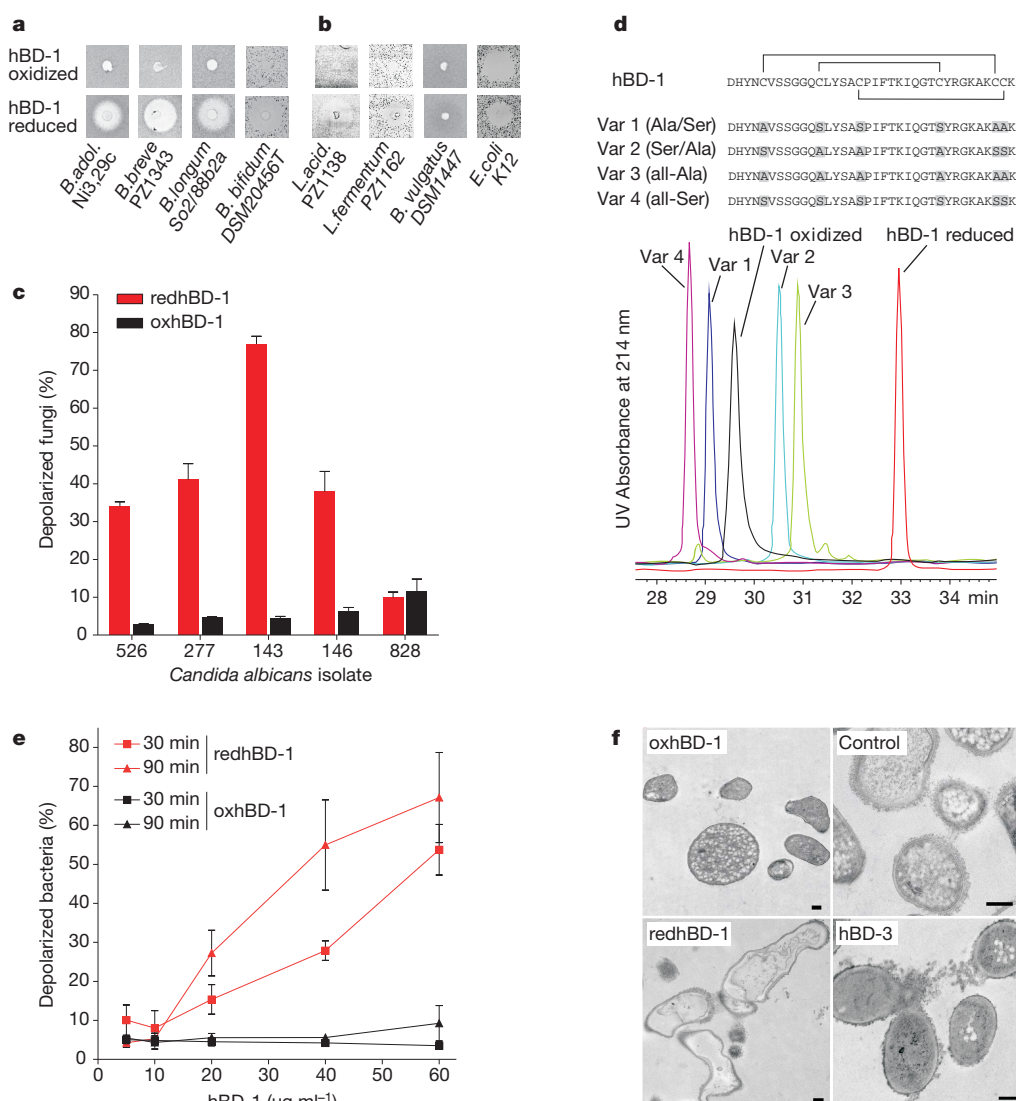 a
hBD-1
oxidized
hBD-1
reduced
B.adol.
Ni3,29c
B.breve
PZ1343
B.longum
So2/88b2a
B. bifidum
DSM20456T
b
L.acid.
PZ1138
L.fermentum
PZ1162
B. vulgatus
DSM1447
E.coli
K12
c
Depolarized fungi (%)
90
80
70
60
50
40
30
20
10
0
redhBD-1
oxhBD-1
526 277 143 146 828
Candida albicans isolate
d
hBD-1 DHYNCVSSGGQCLYSACPIFTKIQGTCYRGKAKCCK
Var 1 (Ala/Ser) DHYNAVSSGGQSLYSASPIFTKIQGTSYRGKAKAAK
Var 2 (Ser/Ala) DHYNSVSSGGQALYSAAPIFTKIQGTAYRGKAKSSK
Var 3 (all-Ala) DHYNAVSSGGQALYSAAPIFTKIQGTAYRGKAKAAK
Var 4 (all-Ser) DHYNSVSSGGQSLYSASPIFTKIQGTSYRGKAKSSK
hBD-1 oxidized
hBD-1 reduced
Var 4
Var 1
Var 2
Var 3
UV Absorbance at 214 nm
28 29 30 31 32 33 34 min
e
Depolarized bacteria (%)
80
70
60
50
40
30
20
10
0
30 min
90 min
redhBD-1
30 min
90 min
oxhBD-1
0 10 20 40 60
hBD-1 (µg ml⁻¹)
f
oxhBD-1
Control
redhBD-1
hBD-3